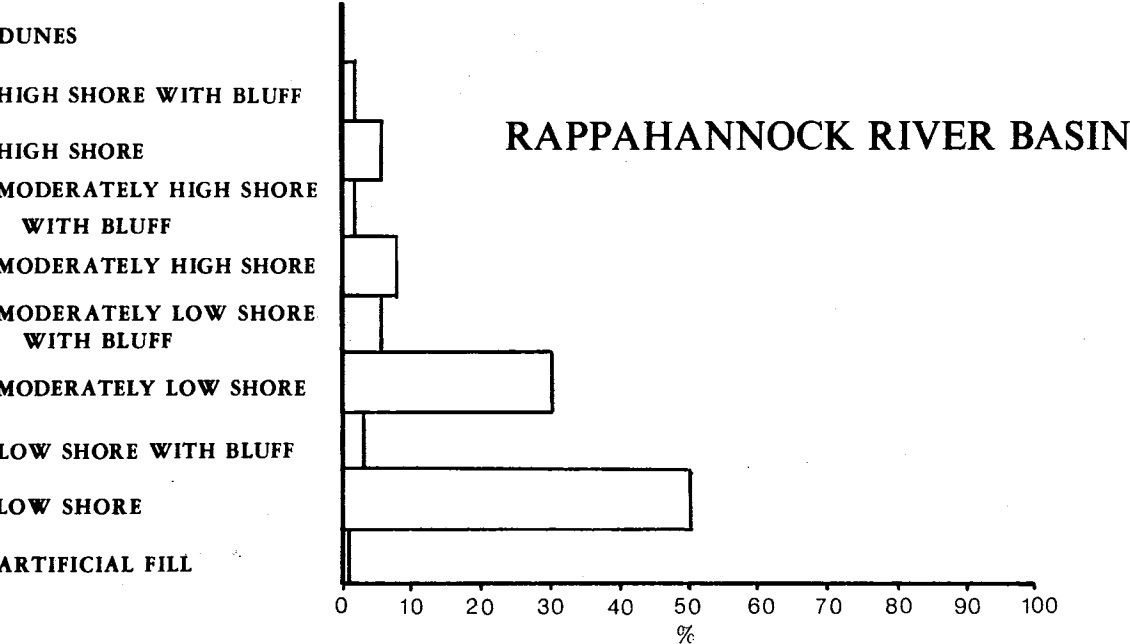 DUNES
HIGH SHORE WITH BLUFF
RAPPAHANNOCK RIVER BASIN
HIGH SHORE
MODERATELY HIGH SHORE
WITH BLUFF
MODERATELY HIGH SHORE
MODERATELY LOW SHORE
WITH BLUFF
MODERATELY LOW SHORE
LOW SHORE WITH BLUFF
LOW SHORE
ARTIFICIAL FILL
0 10 20 30 40 50 60 70 80 90 100
%